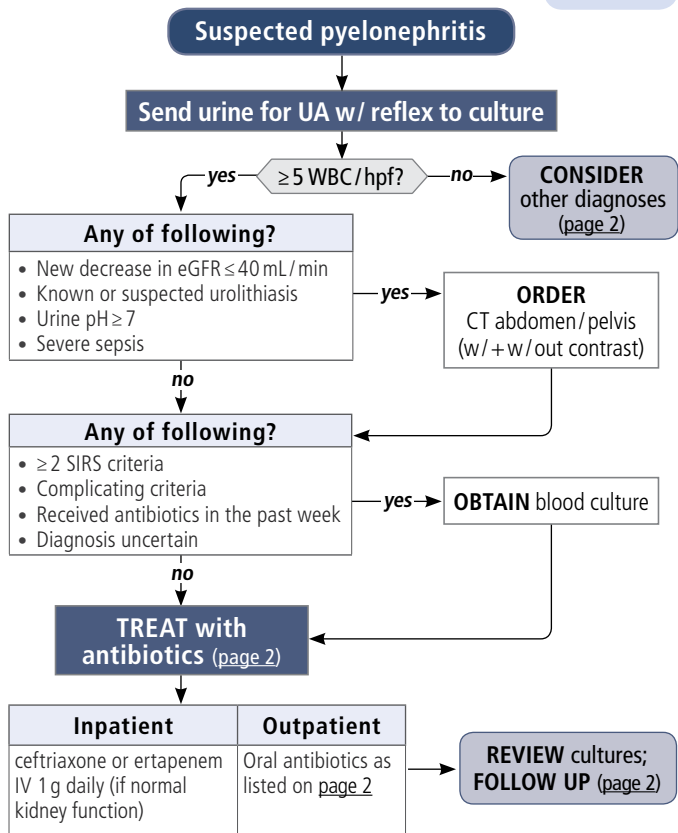 Suspected pyelonephritis
Send urine for UA w/ reflex to culture
≥5 WBC/hpf?
yes
no
CONSIDER
other diagnoses
(page 2)
Any of following?
• New decrease in eGFR ≤ 40 mL/min
• Known or suspected urolithiasis
• Urine pH ≥ 7
• Severe sepsis
yes
ORDER
CT abdomen/pelvis
(w/ + w/out contrast)
no
Any of following?
• ≥ 2 SIRS criteria
• Complicating criteria
• Received antibiotics in the past week
• Diagnosis uncertain
yes
OBTAIN blood culture
no
TREAT with
antibiotics (page 2)
Inpatient
ceftriaxone or ertapenem
IV 1 g daily (if normal
kidney function)
Outpatient
Oral antibiotics as
listed on page 2
REVIEW cultures;
FOLLOW UP (page 2)